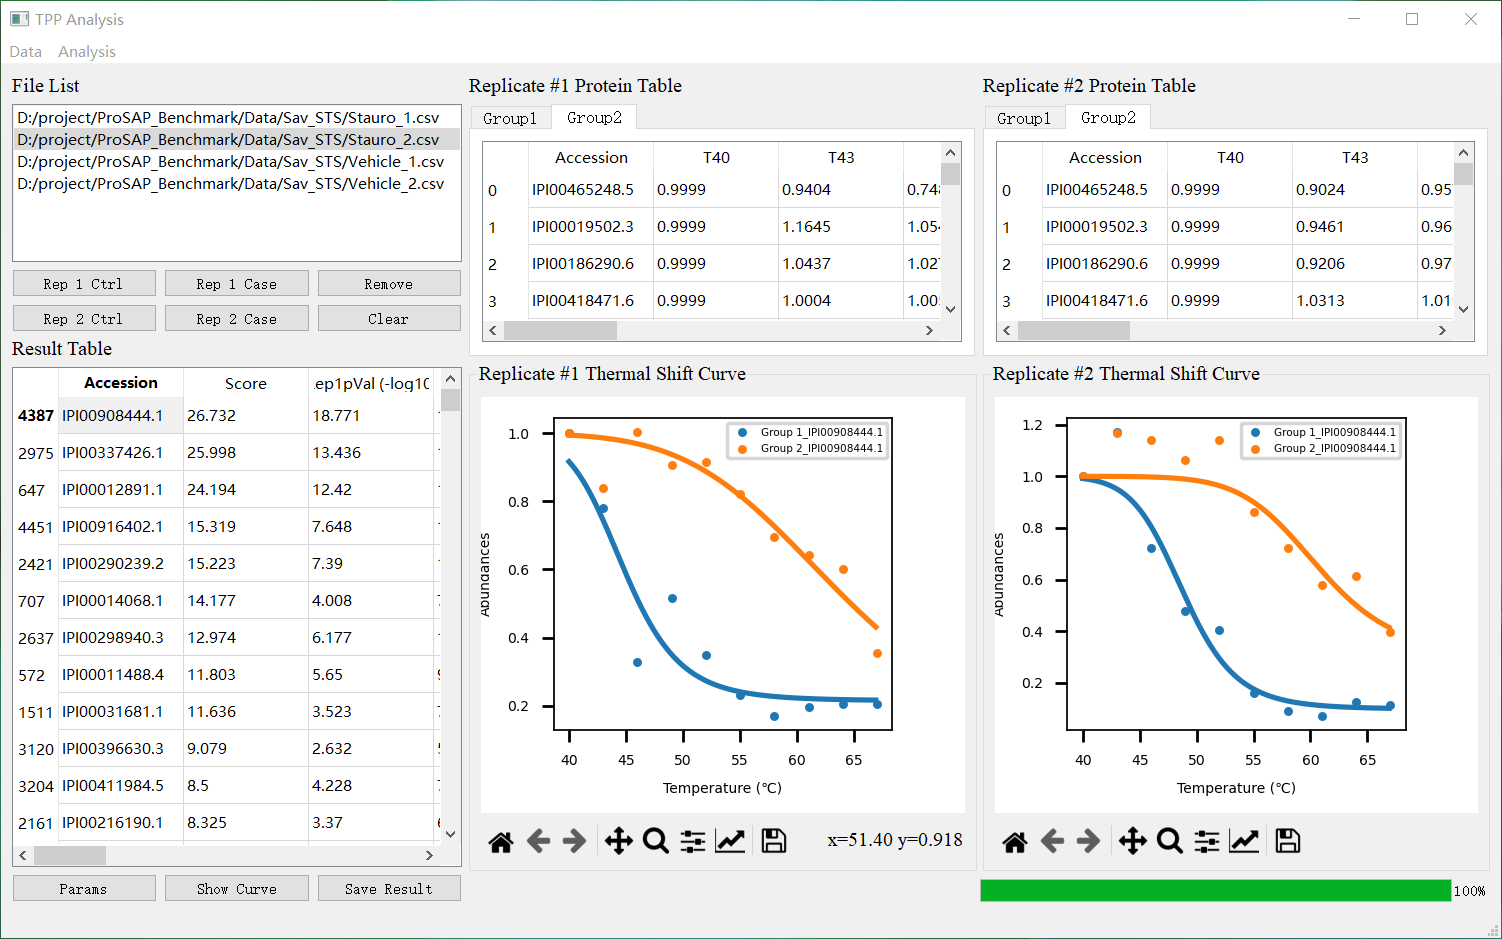 TPP Analysis
Data Analysis
File List
D:/project/ProSAP_Benchmark/Data/Sav_STS/Stauro_1.csv
D:/project/ProSAP_Benchmark/Data/Sav_STS/Stauro_2.csv
D:/project/ProSAP_Benchmark/Data/Sav_STS/Vehicle_1.csv
D:/project/ProSAP_Benchmark/Data/Sav_STS/Vehicle_2.csv
Rep 1 Ctrl Rep 1 Case Remove
Rep 2 Ctrl Rep 2 Case Clear
Result Table
Accession Score .ep1pVal (-log10
4387 IPI00908444.1 26.732 18.771
2975 IPI00337426.1 25.998 13.436
647 IPI00012891.1 24.194 12.42
4451 IPI00916402.1 15.319 7.648
2421 IPI00290239.2 15.223 7.39
707 IPI00014068.1 14.177 4.008
2637 IPI00298940.3 12.974 6.177
572 IPI00011488.4 11.803 5.65
1511 IPI00031681.1 11.636 3.523
3120 IPI00396630.3 9.079 2.632
3204 IPI00411984.5 8.5 4.228
2161 IPI00216190.1 8.325 3.37
Params Show Curve Save Result
Replicate #1 Protein Table
Group1 Group2
Accession T40 T43
0 IPI00465248.5 0.9999 0.9404 0.74
1 IPI00019502.3 0.9999 1.1645 1.05
2 IPI00186290.6 0.9999 1.0437 1.02
3 IPI00418471.6 0.9999 1.0004 1.00
Replicate #2 Protein Table
Group1 Group2
Accession T40 T43
0 IPI00465248.5 0.9999 0.9024 0.95
1 IPI00019502.3 0.9999 0.9461 0.96
2 IPI00186290.6 0.9999 0.9206 0.97
3 IPI00418471.6 0.9999 1.0313 1.01
Replicate #1 Thermal Shift Curve
Group 1_IPI00908444.1
Group 2_IPI00908444.1
1.0
0.8
0.6
0.4
0.2
Abundances
40 45 50 55 60 65
Temperature (℃)
x=51.40 y=0.918
Replicate #2 Thermal Shift Curve
Group 1_IPI00908444.1
Group 2_IPI00908444.1
1.2
1.0
0.8
0.6
0.4
0.2
Abundances
40 45 50 55 60 65
Temperature (℃)
100%